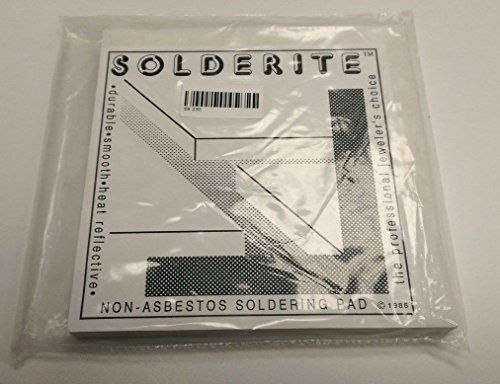 SOLDERITE™
•durable•smooth•heat reflective•
the professional jeweler's choice
NON-ASBESTOS SOLDERING PAD © 1986